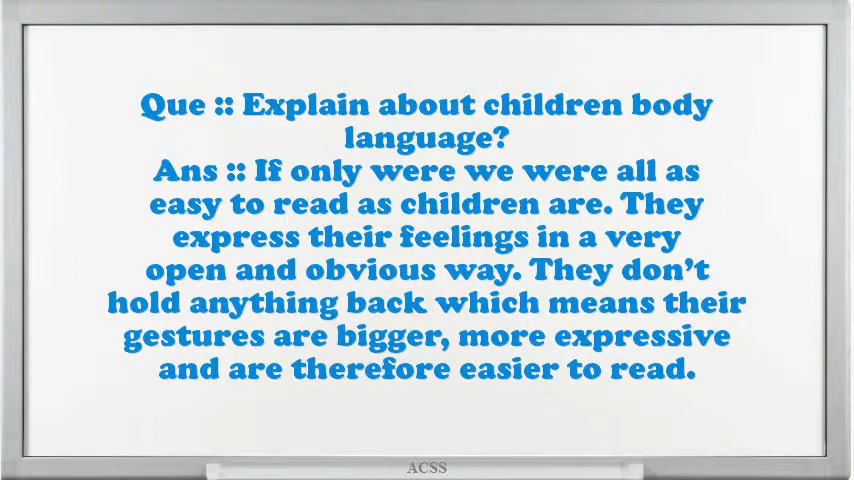 Que :: Explain about children body
language?
Ans :: If only were we were all as
easy to read as children are. They
express their feelings in a very
open and obvious way. They don't
hold anything back which means their
gestures are bigger, more expressive
and are therefore easier to read.
ACSS